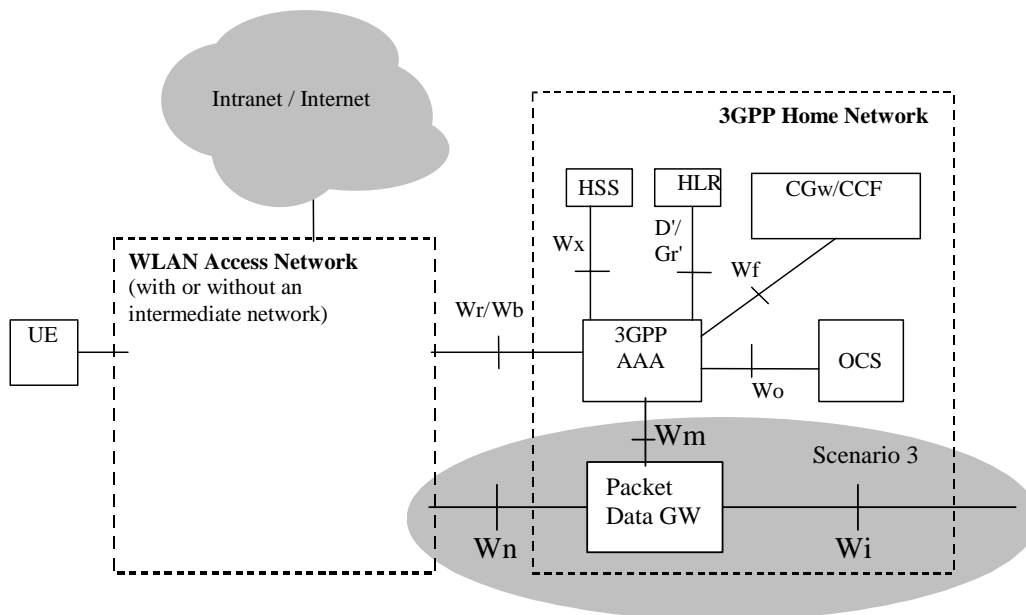 Intranet / Internet
3GPP Home Network
HSS
HLR
CGw/CCF
D'/
Gr'
Wx
Wf
WLAN Access Network
(with or without an
intermediate network)
Wr/Wb
UE
3GPP
AAA
OCS
Wo
Wm
Scenario 3
Packet
Data GW
Wn
Wi